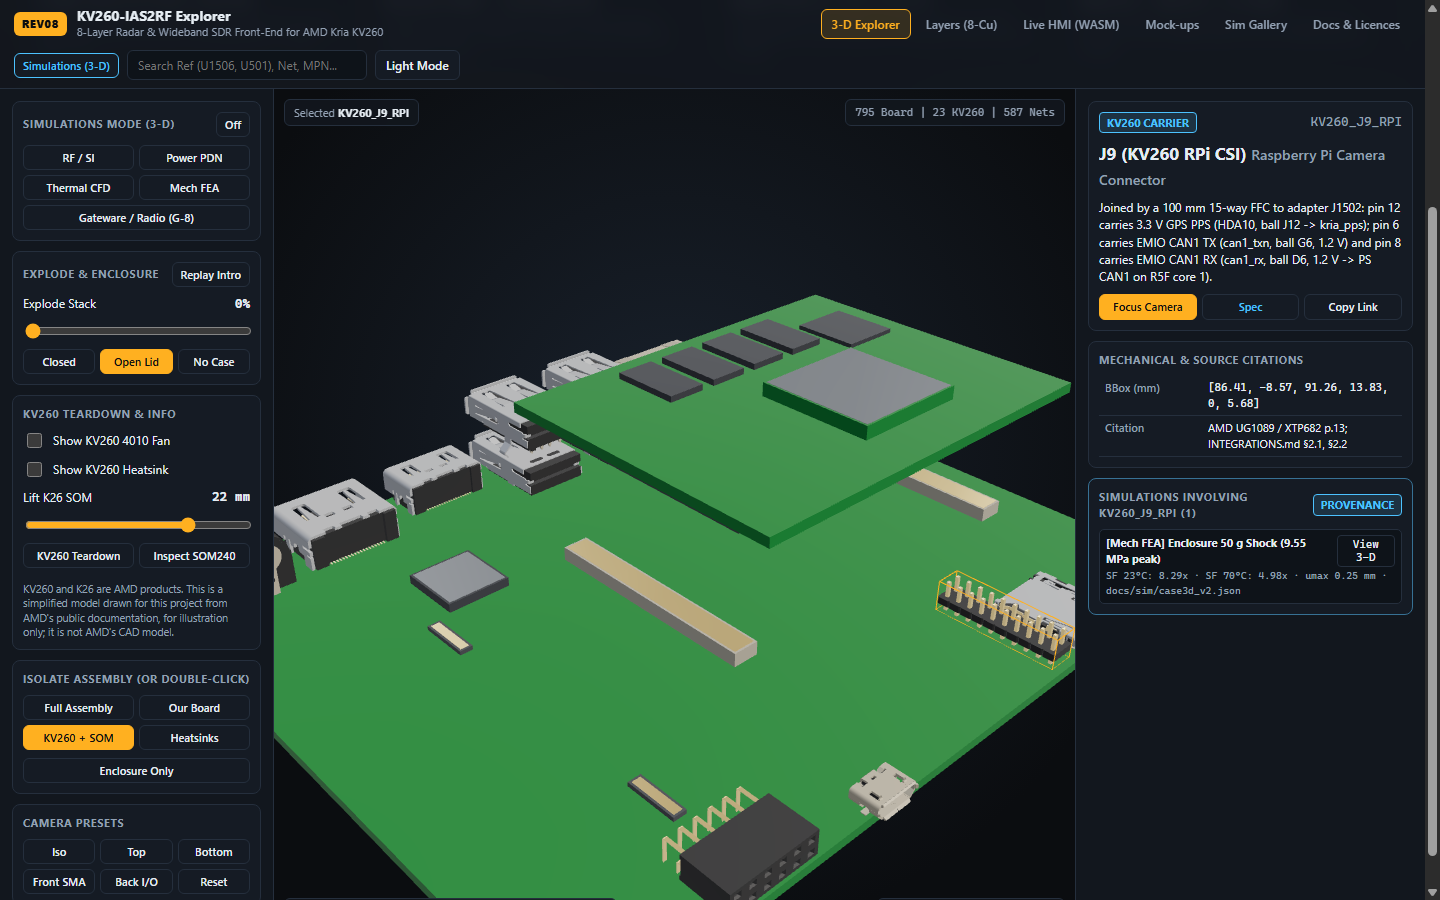 REV08
KV260-IAS2RF Explorer
8-Layer Radar & Wideband SDR Front-End for AMD Kria KV260
3-D Explorer
Layers (8-Cu)
Live HMI (WASM)
Mock-ups
Sim Gallery
Docs & Licences
Simulations (3-D)
Search Ref (U1506, U501), Net, MPN...
Light Mode
SIMULATIONS MODE (3-D)
Off
RF / SI
Power PDN
Thermal CFD
Mech FEA
Gateware / Radio (G-8)
EXPLODE & ENCLOSURE
Replay Intro
Explode Stack
0%
Closed
Open Lid
No Case
KV260 TEARDOWN & INFO
Show KV260 4010 Fan
Show KV260 Heatsink
Lift K26 SOM
22 mm
KV260 Teardown
Inspect SOM240
KV260 and K26 are AMD products. This is a
simplified model drawn for this project from
AMD's public documentation, for illustration
only; it is not AMD's CAD model.
ISOLATE ASSEMBLY (OR DOUBLE-CLICK)
Full Assembly
Our Board
KV260 + SOM
Heatsinks
Enclosure Only
CAMERA PRESETS
Iso
Top
Bottom
Front SMA
Back I/O
Reset
Selected KV260_J9_RPI
795 Board | 23 KV260 | 587 Nets
KV260 CARRIER
KV260_J9_RPI
J9 (KV260 RPi CSI) Raspberry Pi Camera
Connector
Joined by a 100 mm 15-way FFC to adapter J1502: pin 12
carries 3.3 V GPS PPS (HDA10, ball J12 -> kria_pps); pin 6
carries EMIO CAN1 TX (can1_txn, ball G6, 1.2 V) and pin 8
carries EMIO CAN1 RX (can1_rx, ball D6, 1.2 V -> PS
CAN1 on R5F core 1).
Focus Camera
Spec
Copy Link
MECHANICAL & SOURCE CITATIONS
BBox (mm)
[86.41, -8.57, 91.26, 13.83,
0, 5.68]
Citation
AMD UG1089 / XTP682 p.13;
INTEGRATIONS.md §2.1, §2.2
SIMULATIONS INVOLVING
KV260_J9_RPI (1)
PROVENANCE
[Mech FEA] Enclosure 50 g Shock (9.55
MPa peak)
View
3-D
SF 23°C: 8.29x · SF 70°C: 4.98x · umax 0.25 mm ·
docs/sim/case3d_v2.json